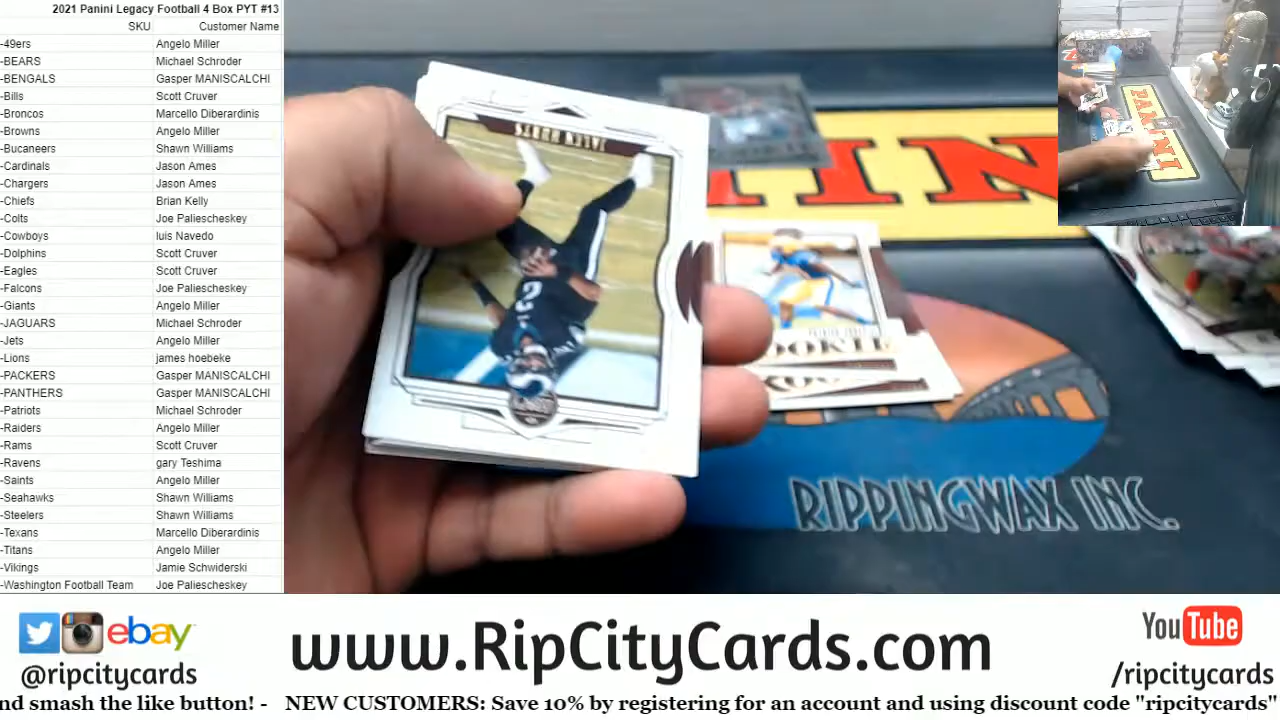 2021 Panini Legacy Football 4 Box PYT #13
SKU Customer Name
-49ers Angelo Miller
-BEARS Michael Schroder
-BENGALS Gasper MANISCALCHI
-Bills Scott Cruver
-Broncos Marcello Diberardinis
-Browns Angelo Miller
-Bucaneers Shawn Williams
-Cardinals Jason Ames
-Chargers Jason Ames
-Chiefs Brian Kelly
-Colts Joe Paliescheskey
-Cowboys luis Navedo
-Dolphins Scott Cruver
-Eagles Scott Cruver
-Falcons Joe Paliescheskey
-Giants Angelo Miller
-JAGUARS Michael Schroder
-Jets Angelo Miller
-Lions james hoebeke
-PACKERS Gasper MANISCALCHI
-PANTHERS Gasper MANISCALCHI
-Patriots Michael Schroder
-Raiders Angelo Miller
-Rams Scott Cruver
-Ravens gary Teshima
-Saints Angelo Miller
-Seahawks Shawn Williams
-Steelers Shawn Williams
-Texans Marcello Diberardinis
-Titans Angelo Miller
-Vikings Jamie Schwiderski
-Washington Football Team Joe Paliescheskey
JALEN HURTS
2
PANINI
RIPPINGWAX INC.
ebay
@ripcitycards
www.RipCityCards.com
YouTube
/ripcitycards
nd smash the like button! - NEW CUSTOMERS: Save 10% by registering for an account and using discount code "ripcitycards"